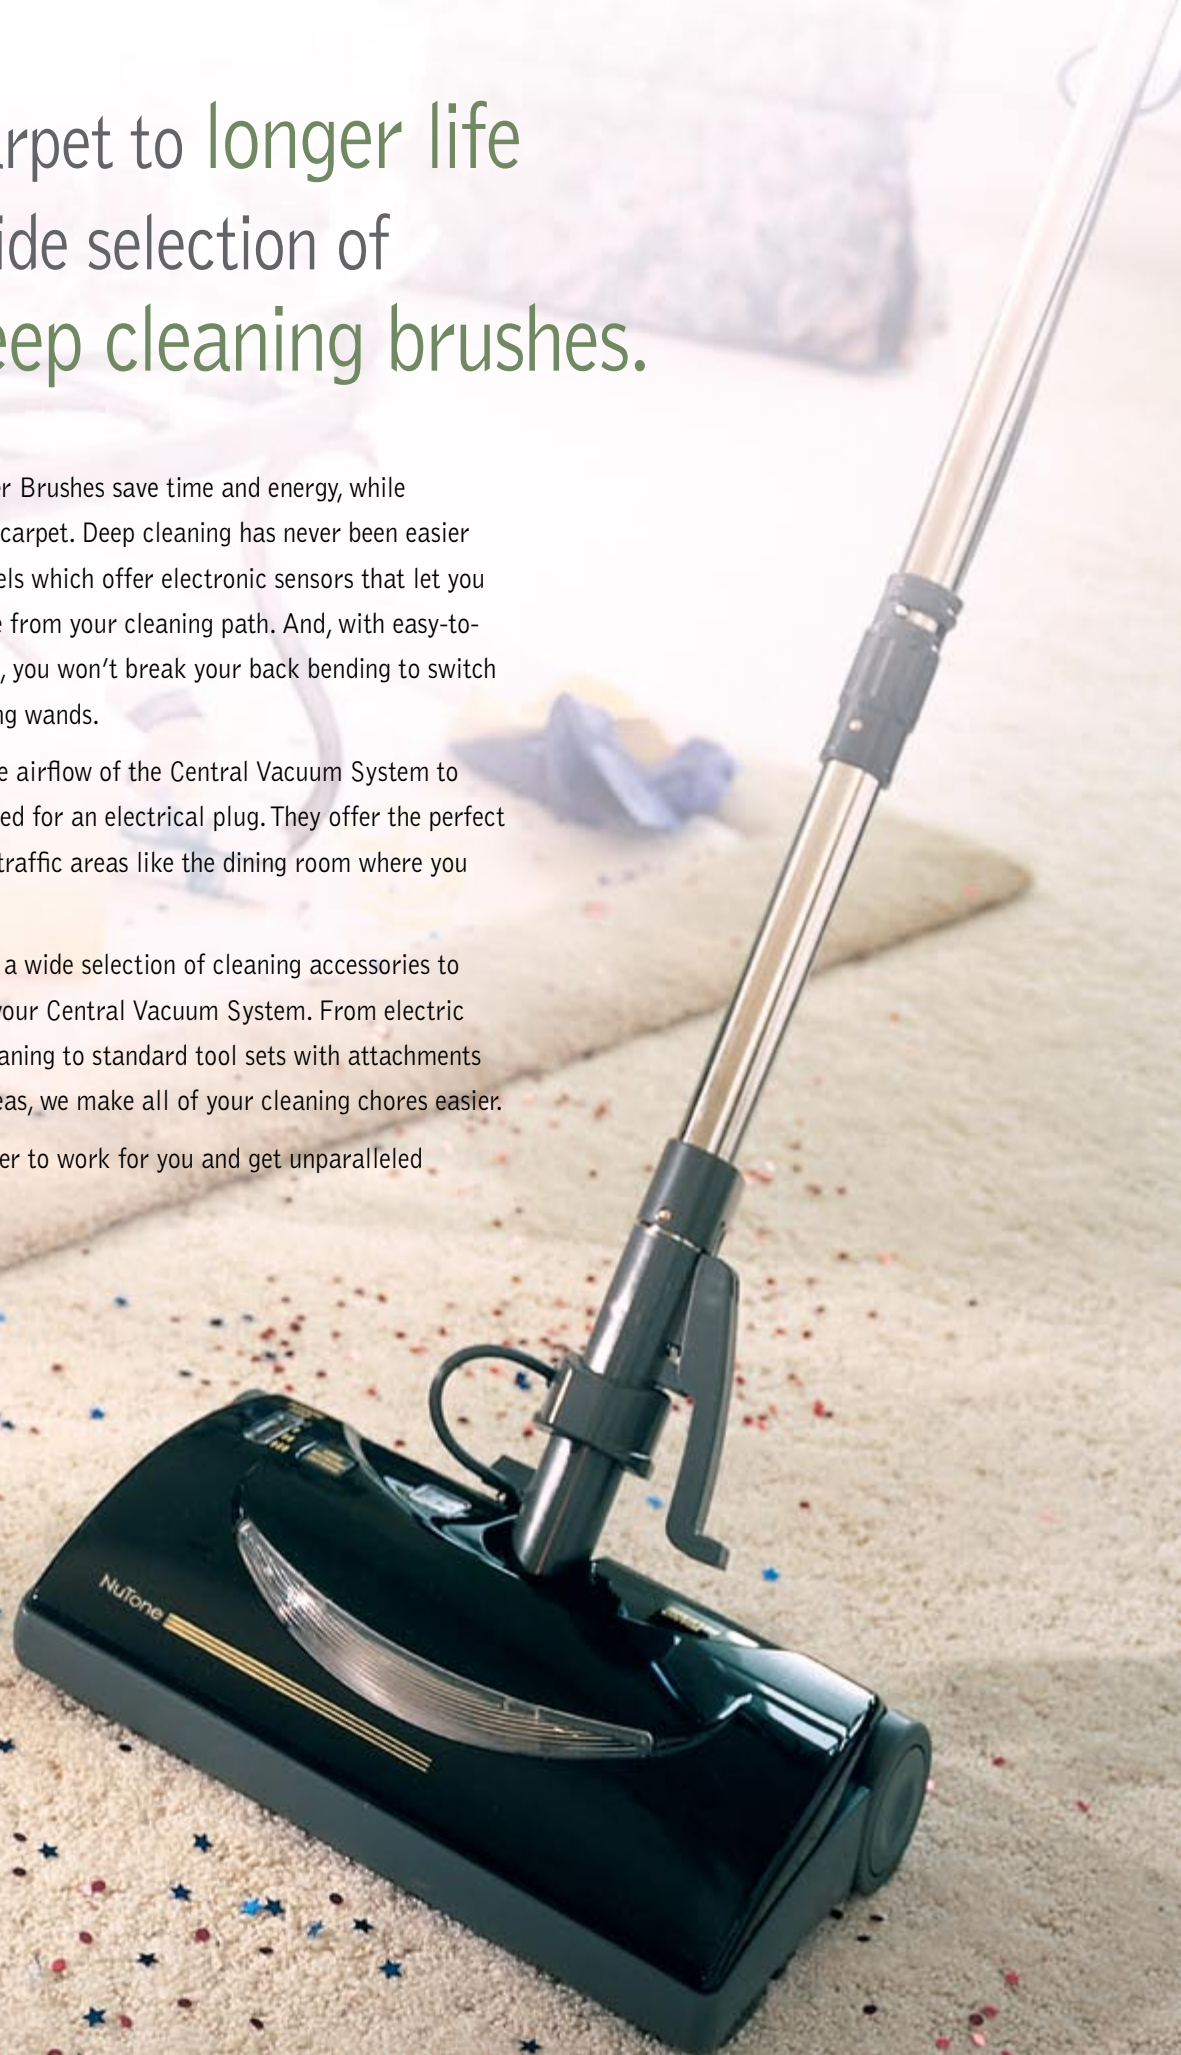 rpet to longer life
ide selection of
eep cleaning brushes.
r Brushes save time and energy, while
carpet. Deep cleaning has never been easier
els which offer electronic sensors that let you
e from your cleaning path. And, with easy-to-
, you won’t break your back bending to switch
ng wands.
e airflow of the Central Vacuum System to
ed for an electrical plug. They offer the perfect
traffic areas like the dining room where you
a wide selection of cleaning accessories to
your Central Vacuum System. From electric
aning to standard tool sets with attachments
eas, we make all of your cleaning chores easier.
er to work for you and get unparalleled
NuTone